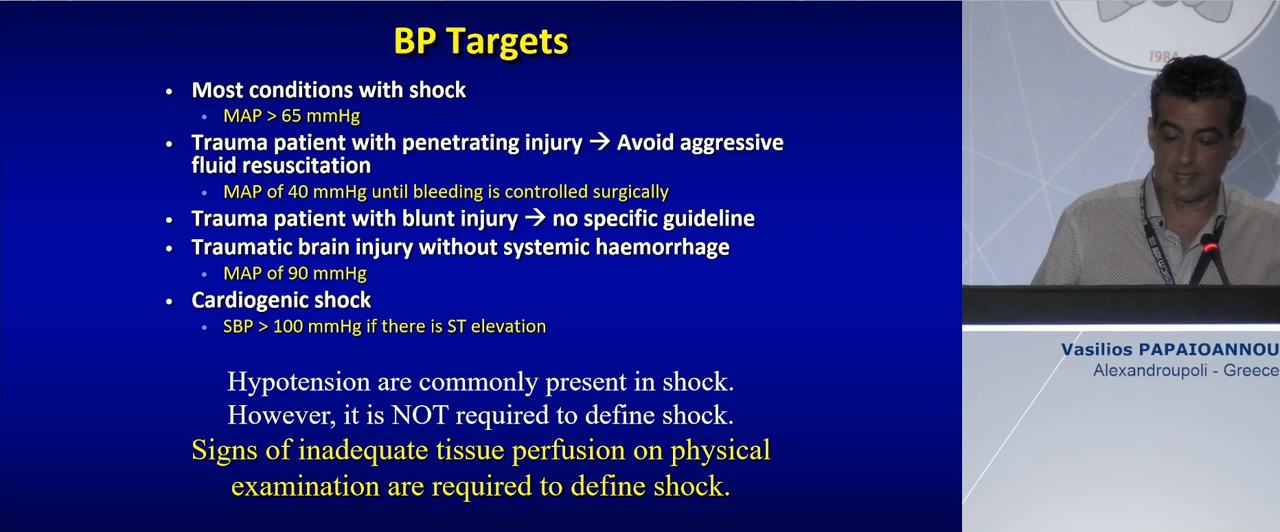 BP Targets
• Most conditions with shock
• MAP > 65 mmHg
• Trauma patient with penetrating injury → Avoid aggressive
fluid resuscitation
• MAP of 40 mmHg until bleeding is controlled surgically
• Trauma patient with blunt injury → no specific guideline
• Traumatic brain injury without systemic haemorrhage
• MAP of 90 mmHg
• Cardiogenic shock
• SBP > 100 mmHg if there is ST elevation
Hypotension are commonly present in shock.
However, it is NOT required to define shock.
Signs of inadequate tissue perfusion on physical
examination are required to define shock.
1984
Vasilios PAPAIOANNOU
Alexandroupoli - Greece